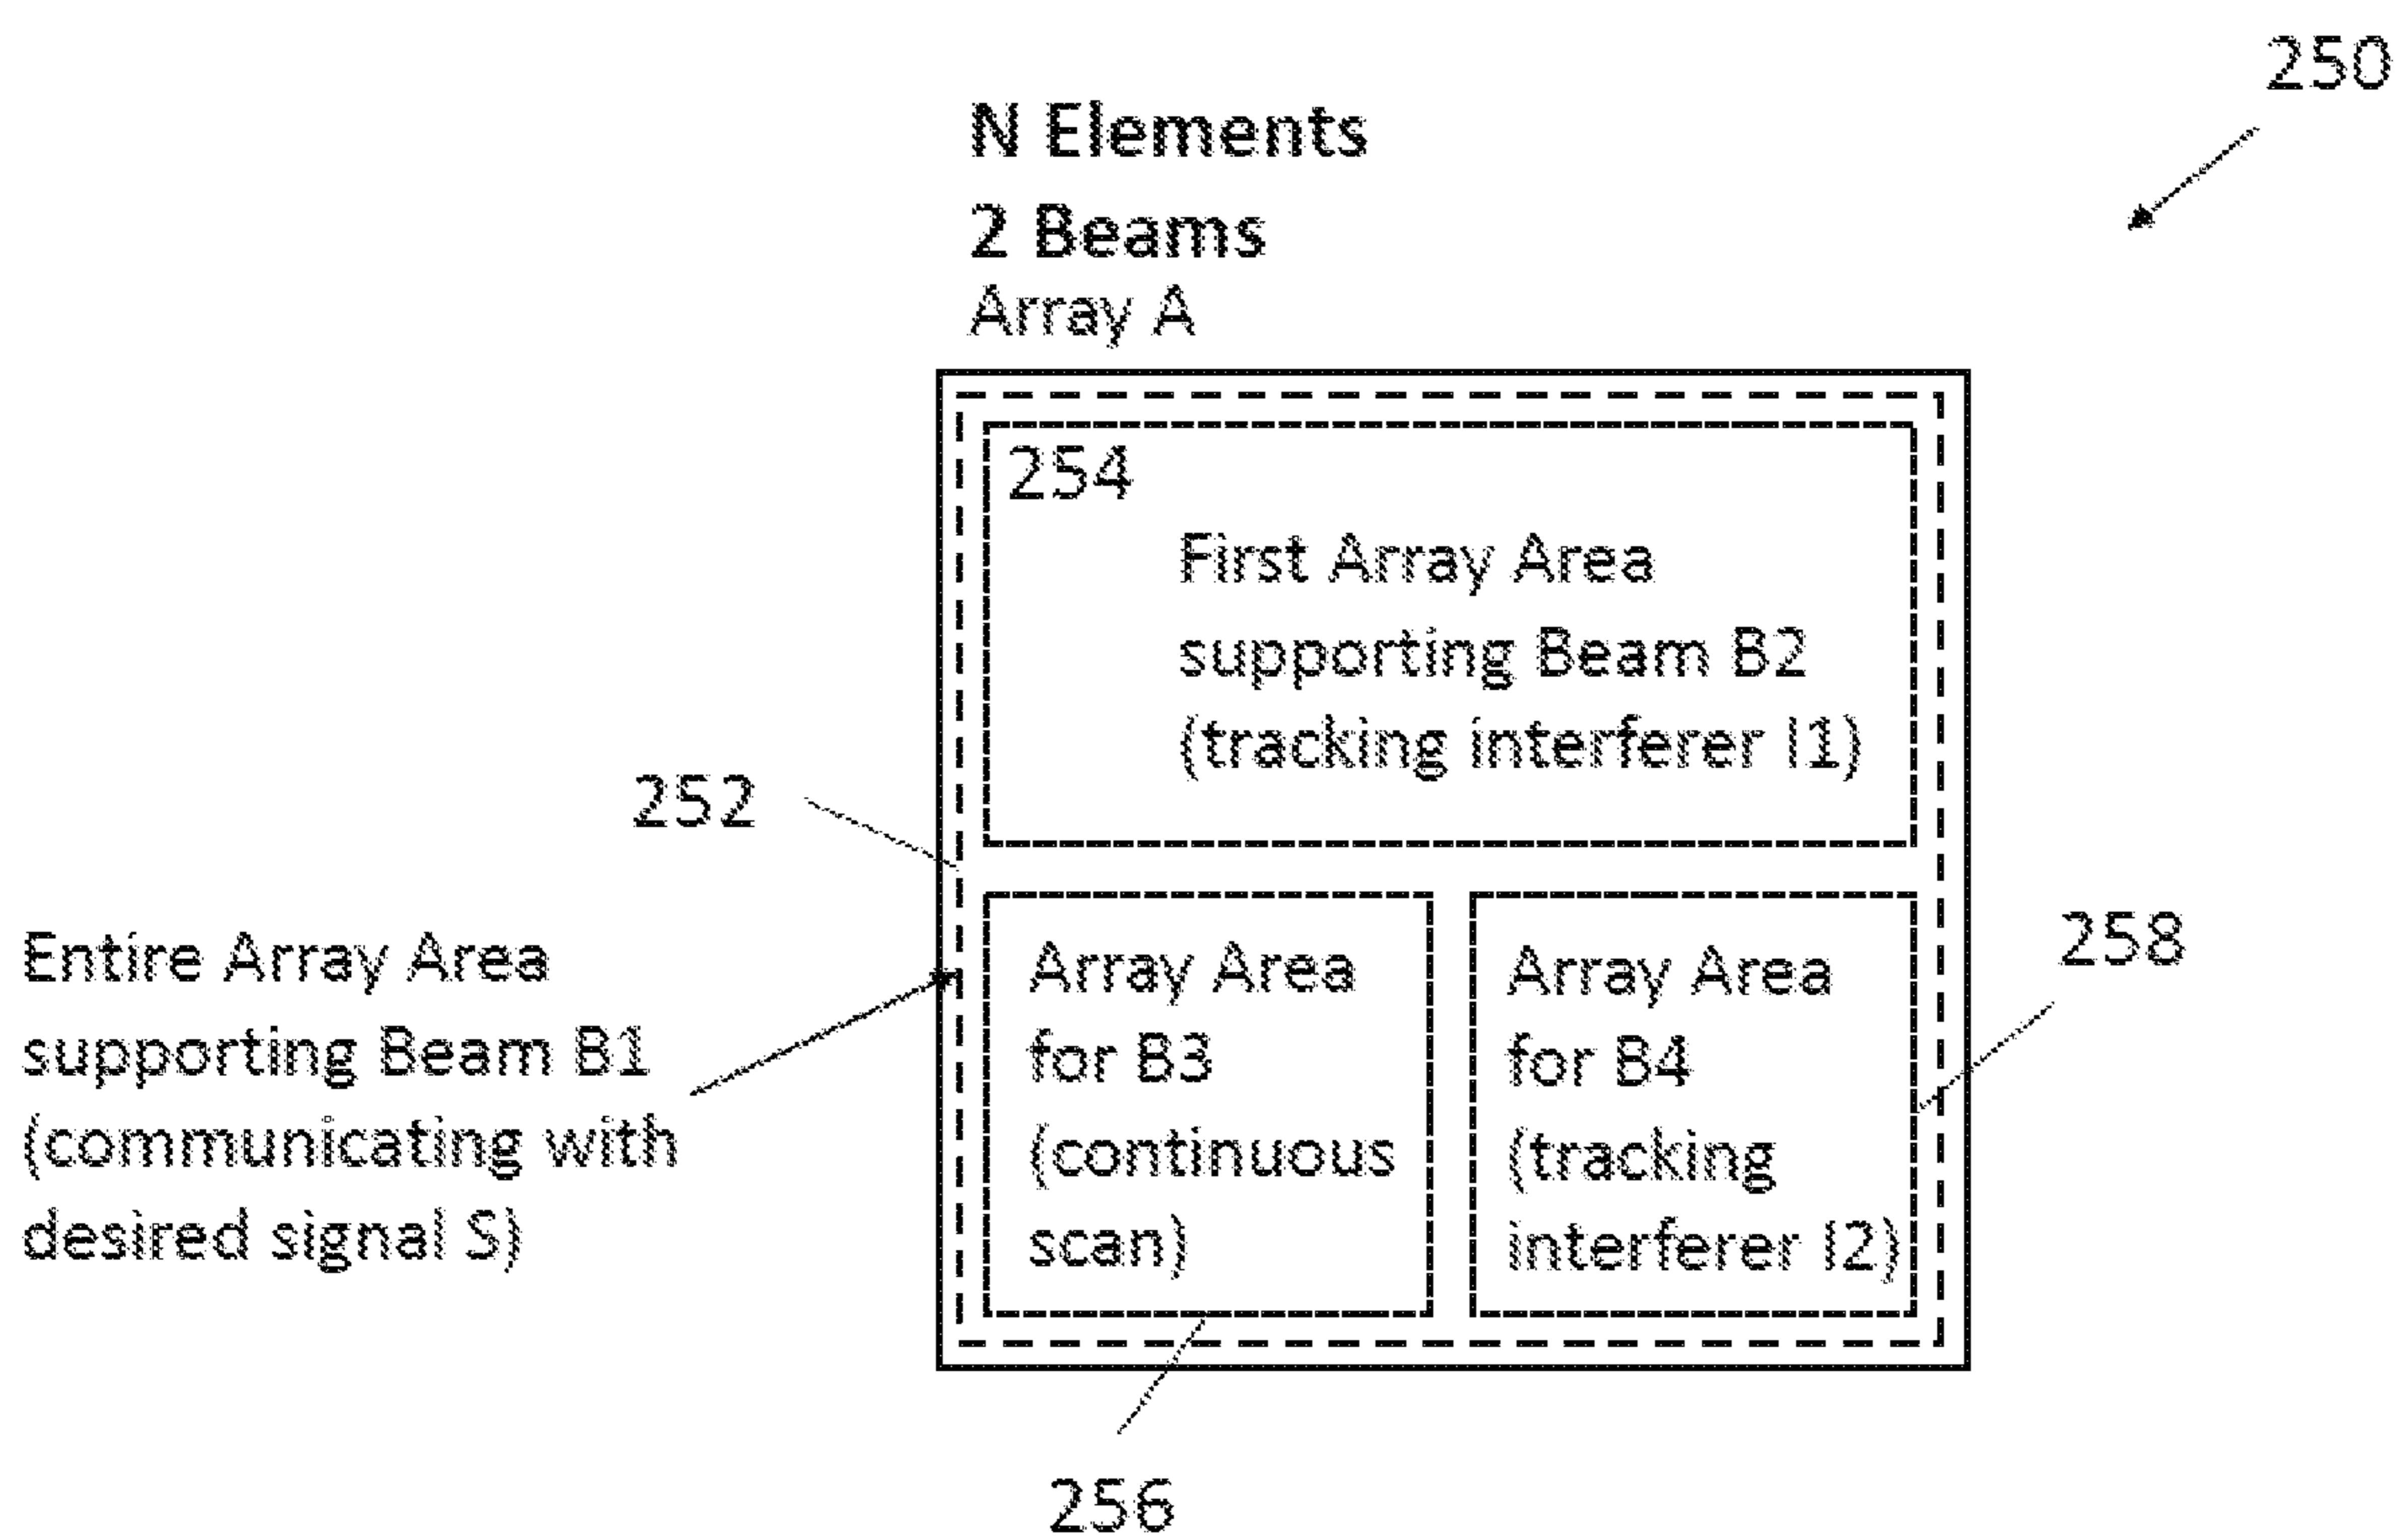 250
N Elements
2 Beams
Array A
254
First Array Area
supporting Beam B2
(tracking interferer I1)
252
Entire Array Area
supporting Beam B1
(communicating with
desired signal S)
Array Area
for B3
(continuous
scan)
Array Area
for B4
(tracking
interferer I2)
258
256